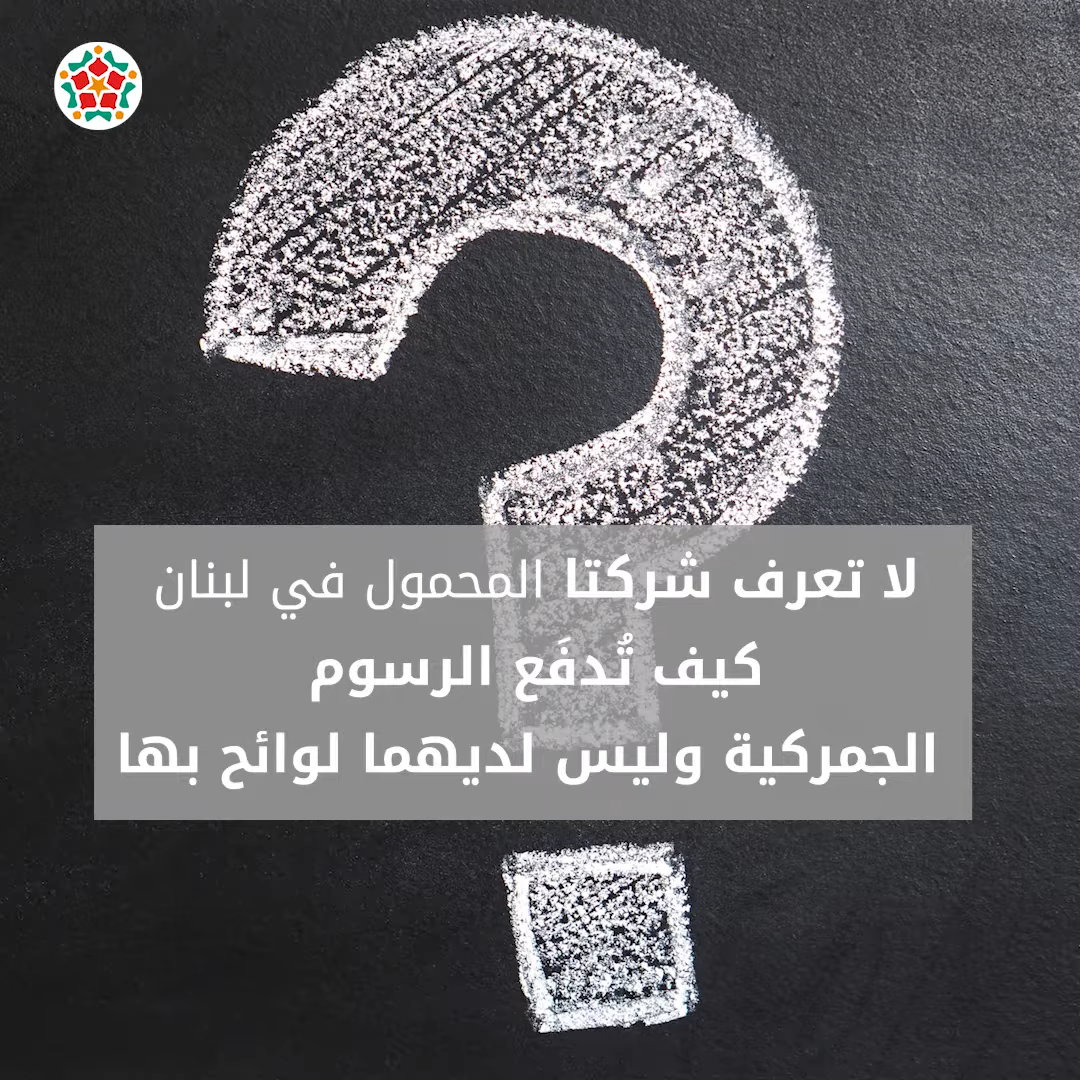 لا تعرف شركتا المحمول في لبنان
كيف تُدفَع الرسوم
الجمركية وليس لديهما لوائح بها